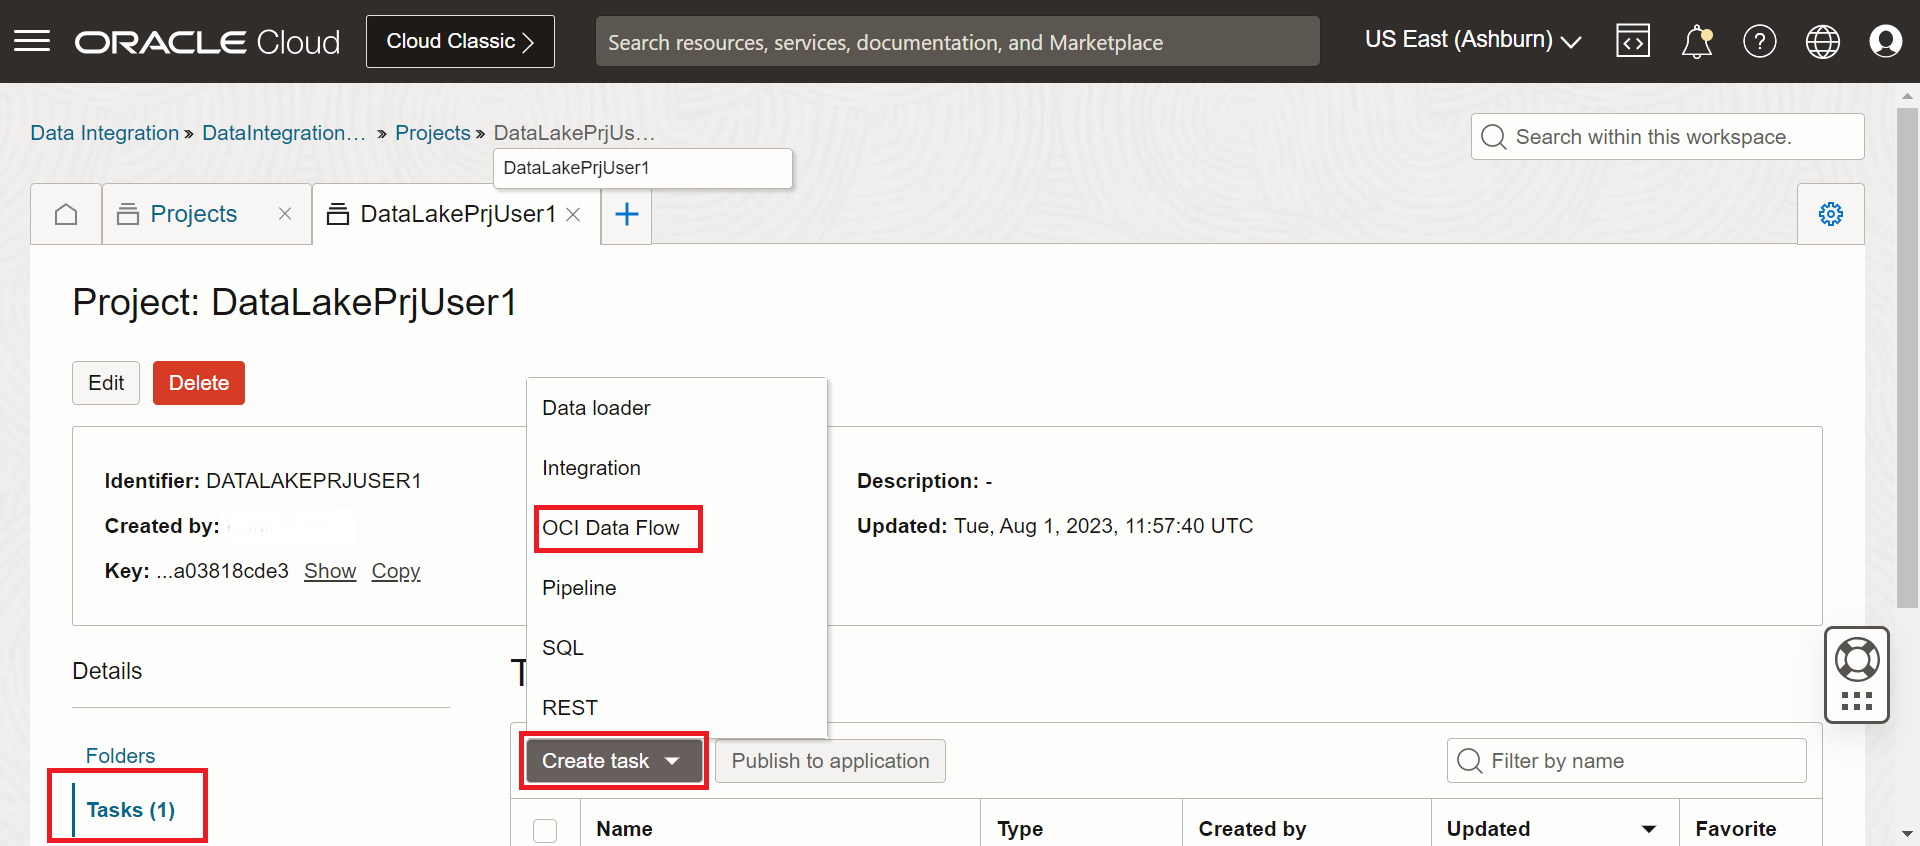 ORACLE Cloud
Cloud Classic
Search resources, services, documentation, and Marketplace
US East (Ashburn)
Data Integration » DataIntegration... » Projects » DataLakePrjUs...
Search within this workspace.
DataLakePrjUser1
Projects
DataLakePrjUser1
Project: DataLakePrjUser1
Edit
Delete
Data loader
Integration
OCI Data Flow
Pipeline
SQL
REST
Identifier: DATALAKEPRJUSER1
Created by:
Key: ...a03818cde3 Show Copy
Description: -
Updated: Tue, Aug 1, 2023, 11:57:40 UTC
Details
Folders
Tasks (1)
T
Create task
Publish to application
Filter by name
Name
Type
Created by
Updated
Favorite